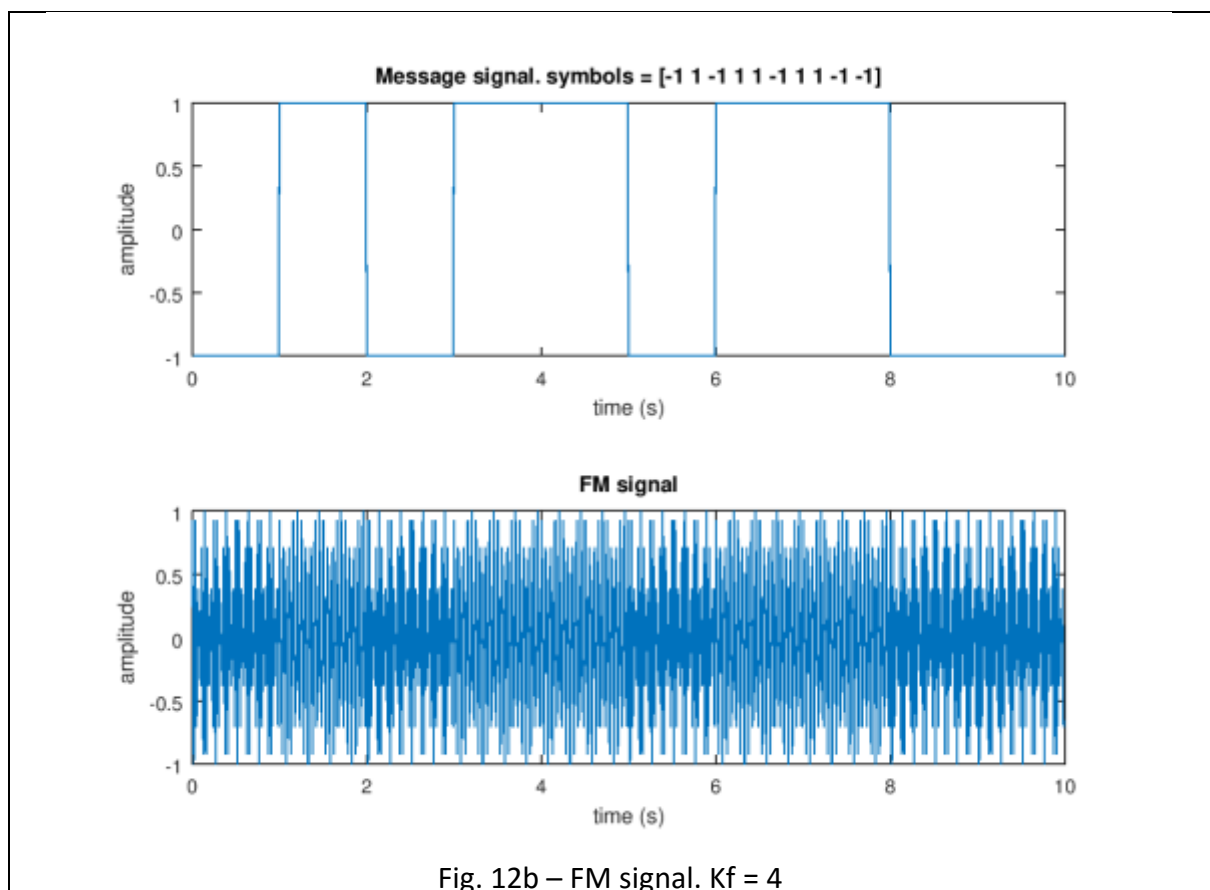 Message signal. symbols = [-1 1 -1 1 1 -1 1 1 -1 -1]
1
0.5
0
-0.5
-1
amplitude
0 2 4 6 8 10
time (s)
FM signal
1
0.5
0
-0.5
-1
amplitude
0 2 4 6 8 10
time (s)
Fig. 12b – FM signal. Kf = 4